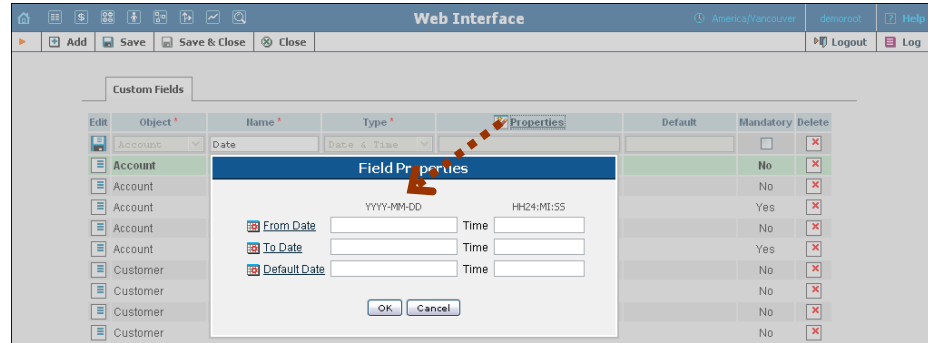 Web Interface America/Vancouver demoroot Help
Add Save Save & Close Close Logout Log
Custom Fields
Edit Object * Name * Type * Properties Default Mandatory Delete
Account Date Date & Time
Account No
Account No
Account Yes
Account No
Account Yes
Customer No
Customer No
Customer No
Customer No
Field Properties
YYYY-MM-DD HH24:MI:SS
From Date Time
To Date Time
Default Date Time
OK Cancel